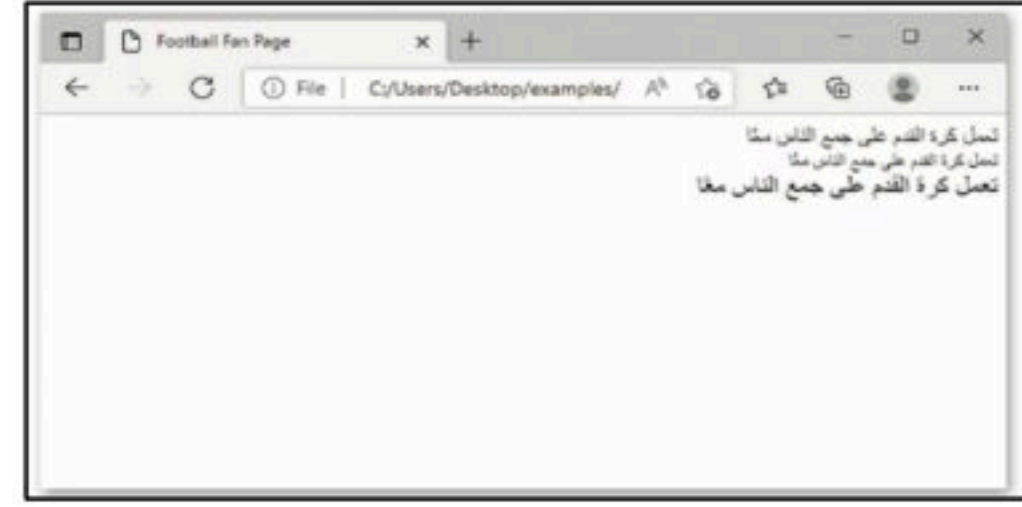 Football Fan Page
File | C:/Users/Desktop/examples/
تعمل كرة القدم على جمع الناس معًا
تعمل كرة القدم على جمع الناس معًا
تعمل كرة القدم على جمع الناس معًا